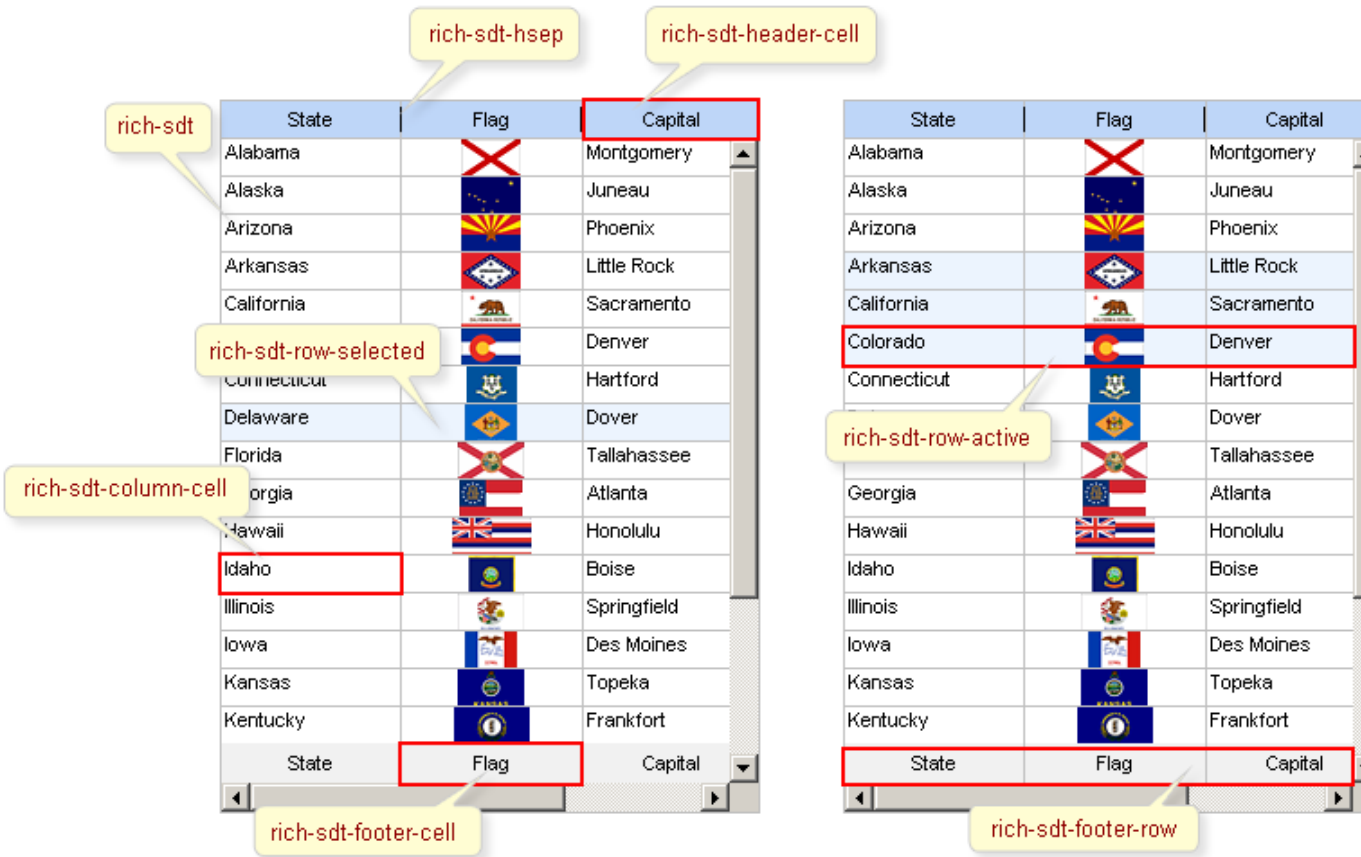 rich-sdt-hsep
rich-sdt-header-cell
rich-sdt
State Flag Capital
Alabama Montgomery
Alaska Juneau
Arizona Phoenix
Arkansas Little Rock
California Sacramento
Denver
rich-sdt-row-selected
Connecticut Hartford
Delaware Dover
Florida Tallahassee
rich-sdt-column-cell
orgia Atlanta
Hawaii Honolulu
Idaho Boise
Illinois Springfield
Iowa Des Moines
Kansas Topeka
KANSAS
Kentucky Frankfort
State Flag Capital
rich-sdt-footer-cell
State Flag Capital
Alabama Montgomery
Alaska Juneau
Arizona Phoenix
Arkansas Little Rock
California Sacramento
Colorado Denver
Connecticut Hartford
Dover
rich-sdt-row-active
Tallahassee
Georgia Atlanta
Hawaii Honolulu
Idaho Boise
Illinois Springfield
Iowa Des Moines
Kansas Topeka
KANSAS
Kentucky Frankfort
State Flag Capital
rich-sdt-footer-row